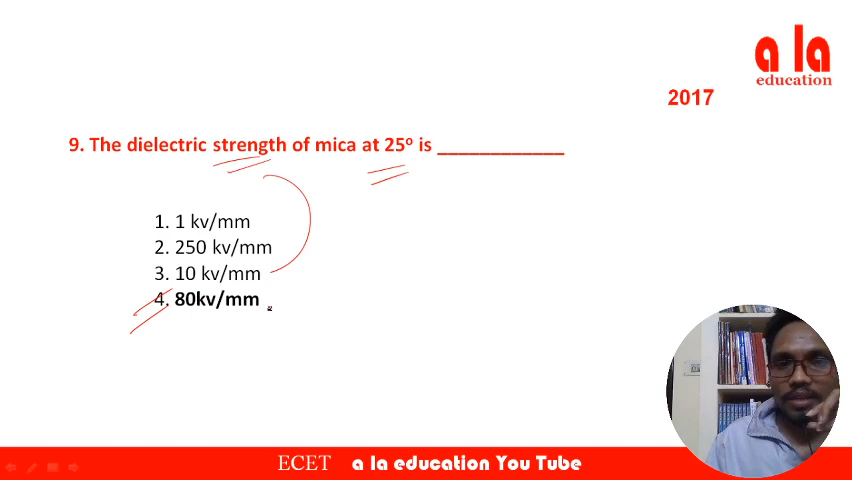 a la
education
2017
9. The dielectric strength of mica at 25º is ____________
1. 1 kv/mm
2. 250 kv/mm
3. 10 kv/mm
4. 80kv/mm
ECET a la education You Tube